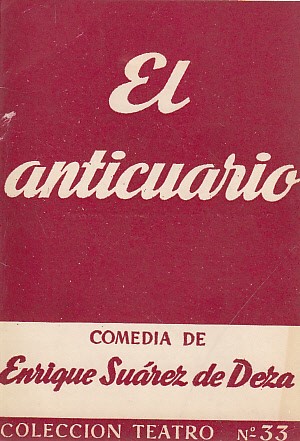 El
anticuario
COMEDIA DE
Enrique Suárez de Deza
COLECCION TEATRO Nº 33